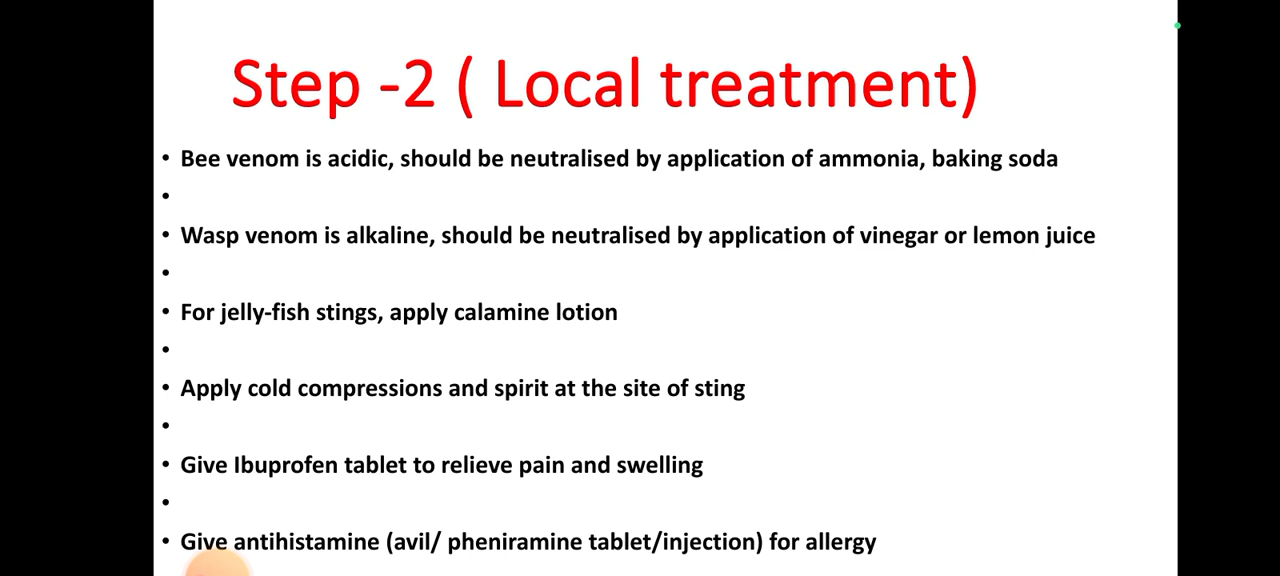 Step -2 ( Local treatment)
• Bee venom is acidic, should be neutralised by application of ammonia, baking soda
•
• Wasp venom is alkaline, should be neutralised by application of vinegar or lemon juice
•
• For jelly-fish stings, apply calamine lotion
•
• Apply cold compressions and spirit at the site of sting
•
• Give Ibuprofen tablet to relieve pain and swelling
•
• Give antihistamine (avil/ pheniramine tablet/injection) for allergy